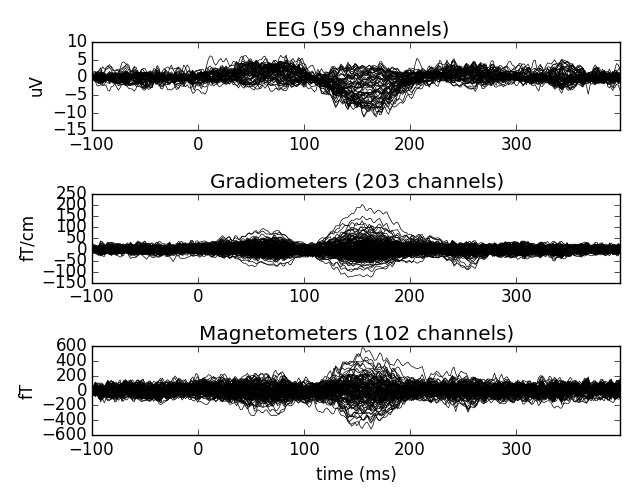 EEG (59 channels)
10
5
0
−5
−10
−15
uV
−100 0 100 200 300
Gradiometers (203 channels)
250
200
150
100
50
0
−50
−100
−150
fT/cm
−100 0 100 200 300
Magnetometers (102 channels)
600
400
200
0
−200
−400
−600
fT
−100 0 100 200 300
time (ms)